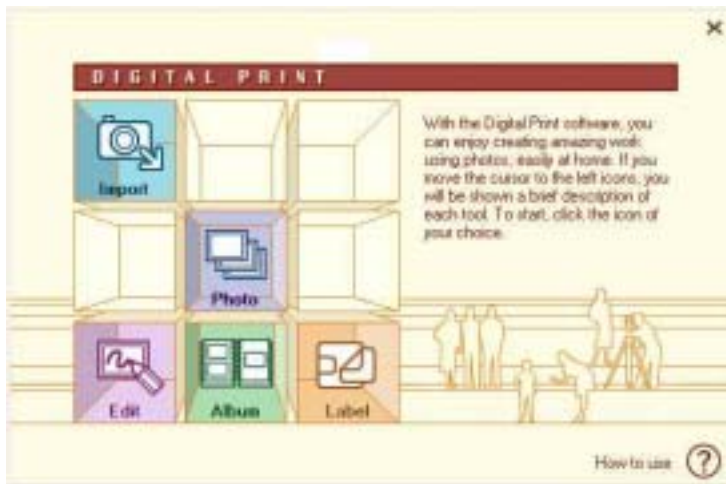 DIGITAL PRINT
Import
With the Digital Print software, you
can enjoy creating amazing work
using photos, easily at home. If you
move the cursor to the left icons, you
will be shown a brief description of
each tool. To start, click the icon of
your choice.
Photo
Edit
Album
Label
How to use ?